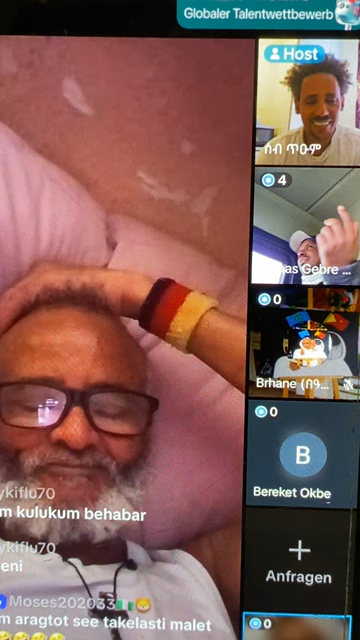 Globaler Talentwettbewerb
Host
ሰብ ጥዑም
4
as Gebre ...
0
Brhane (በዓ...
0
B
Bereket Okbe
Anfragen
0
ykiflu70
m kulukum behabar
ykiflu70
eni
Moses202033
m aragtot see takelasti malet